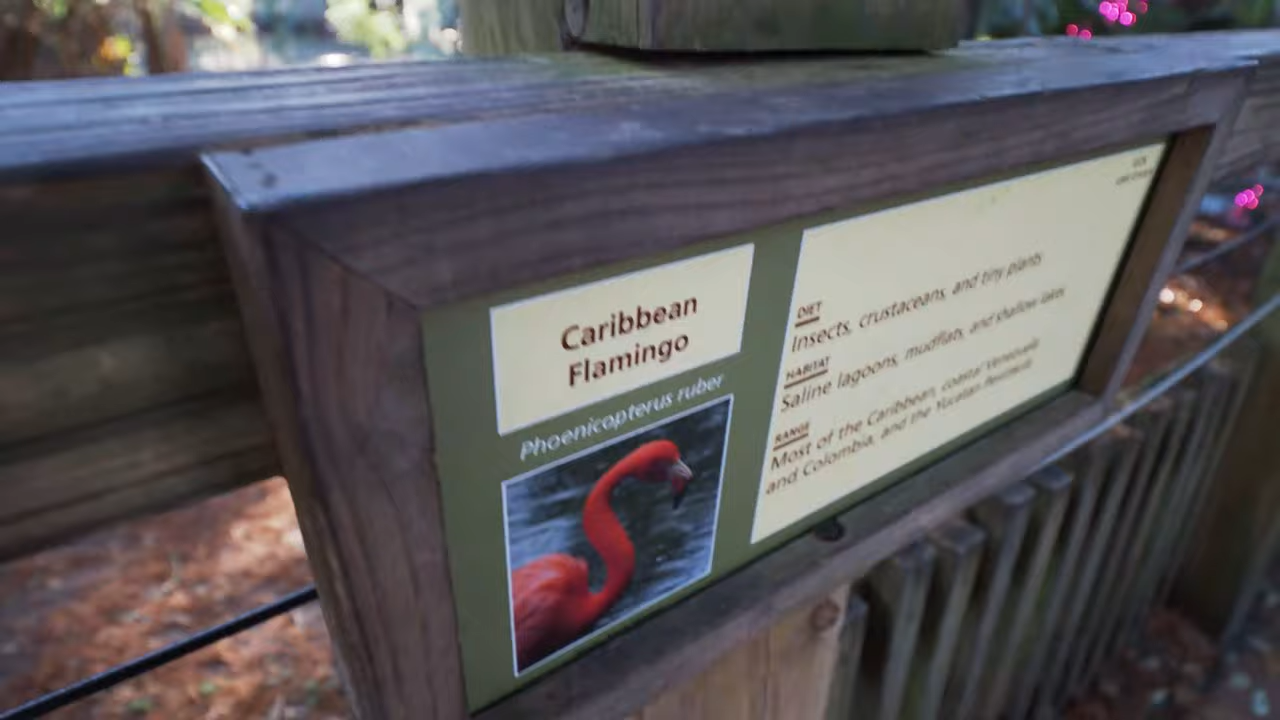 Caribbean
Flamingo
Phoenicopterus ruber
DIET
Insects, crustaceans, and tiny plants
HABITAT
Saline lagoons, mudflats, and shallow lakes
RANGE
Most of the Caribbean, coastal Venezuela
and Colombia, and the Yucatan Peninsula